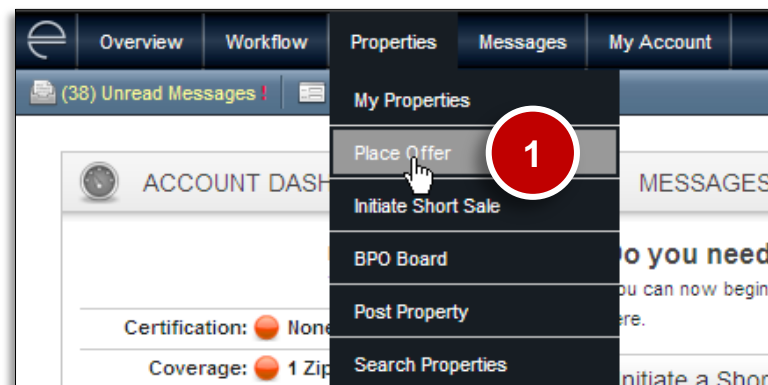 Overview Workflow Properties Messages My Account
(38) Unread Messages !
My Properties
Place Offer 1
ACCOUNT DASH MESSAGES
Initiate Short Sale
BPO Board
o you need
ou can now begin
Post Property
ere.
Certification: None
Coverage: 1 Zip
Search Properties
nitiate a Shor